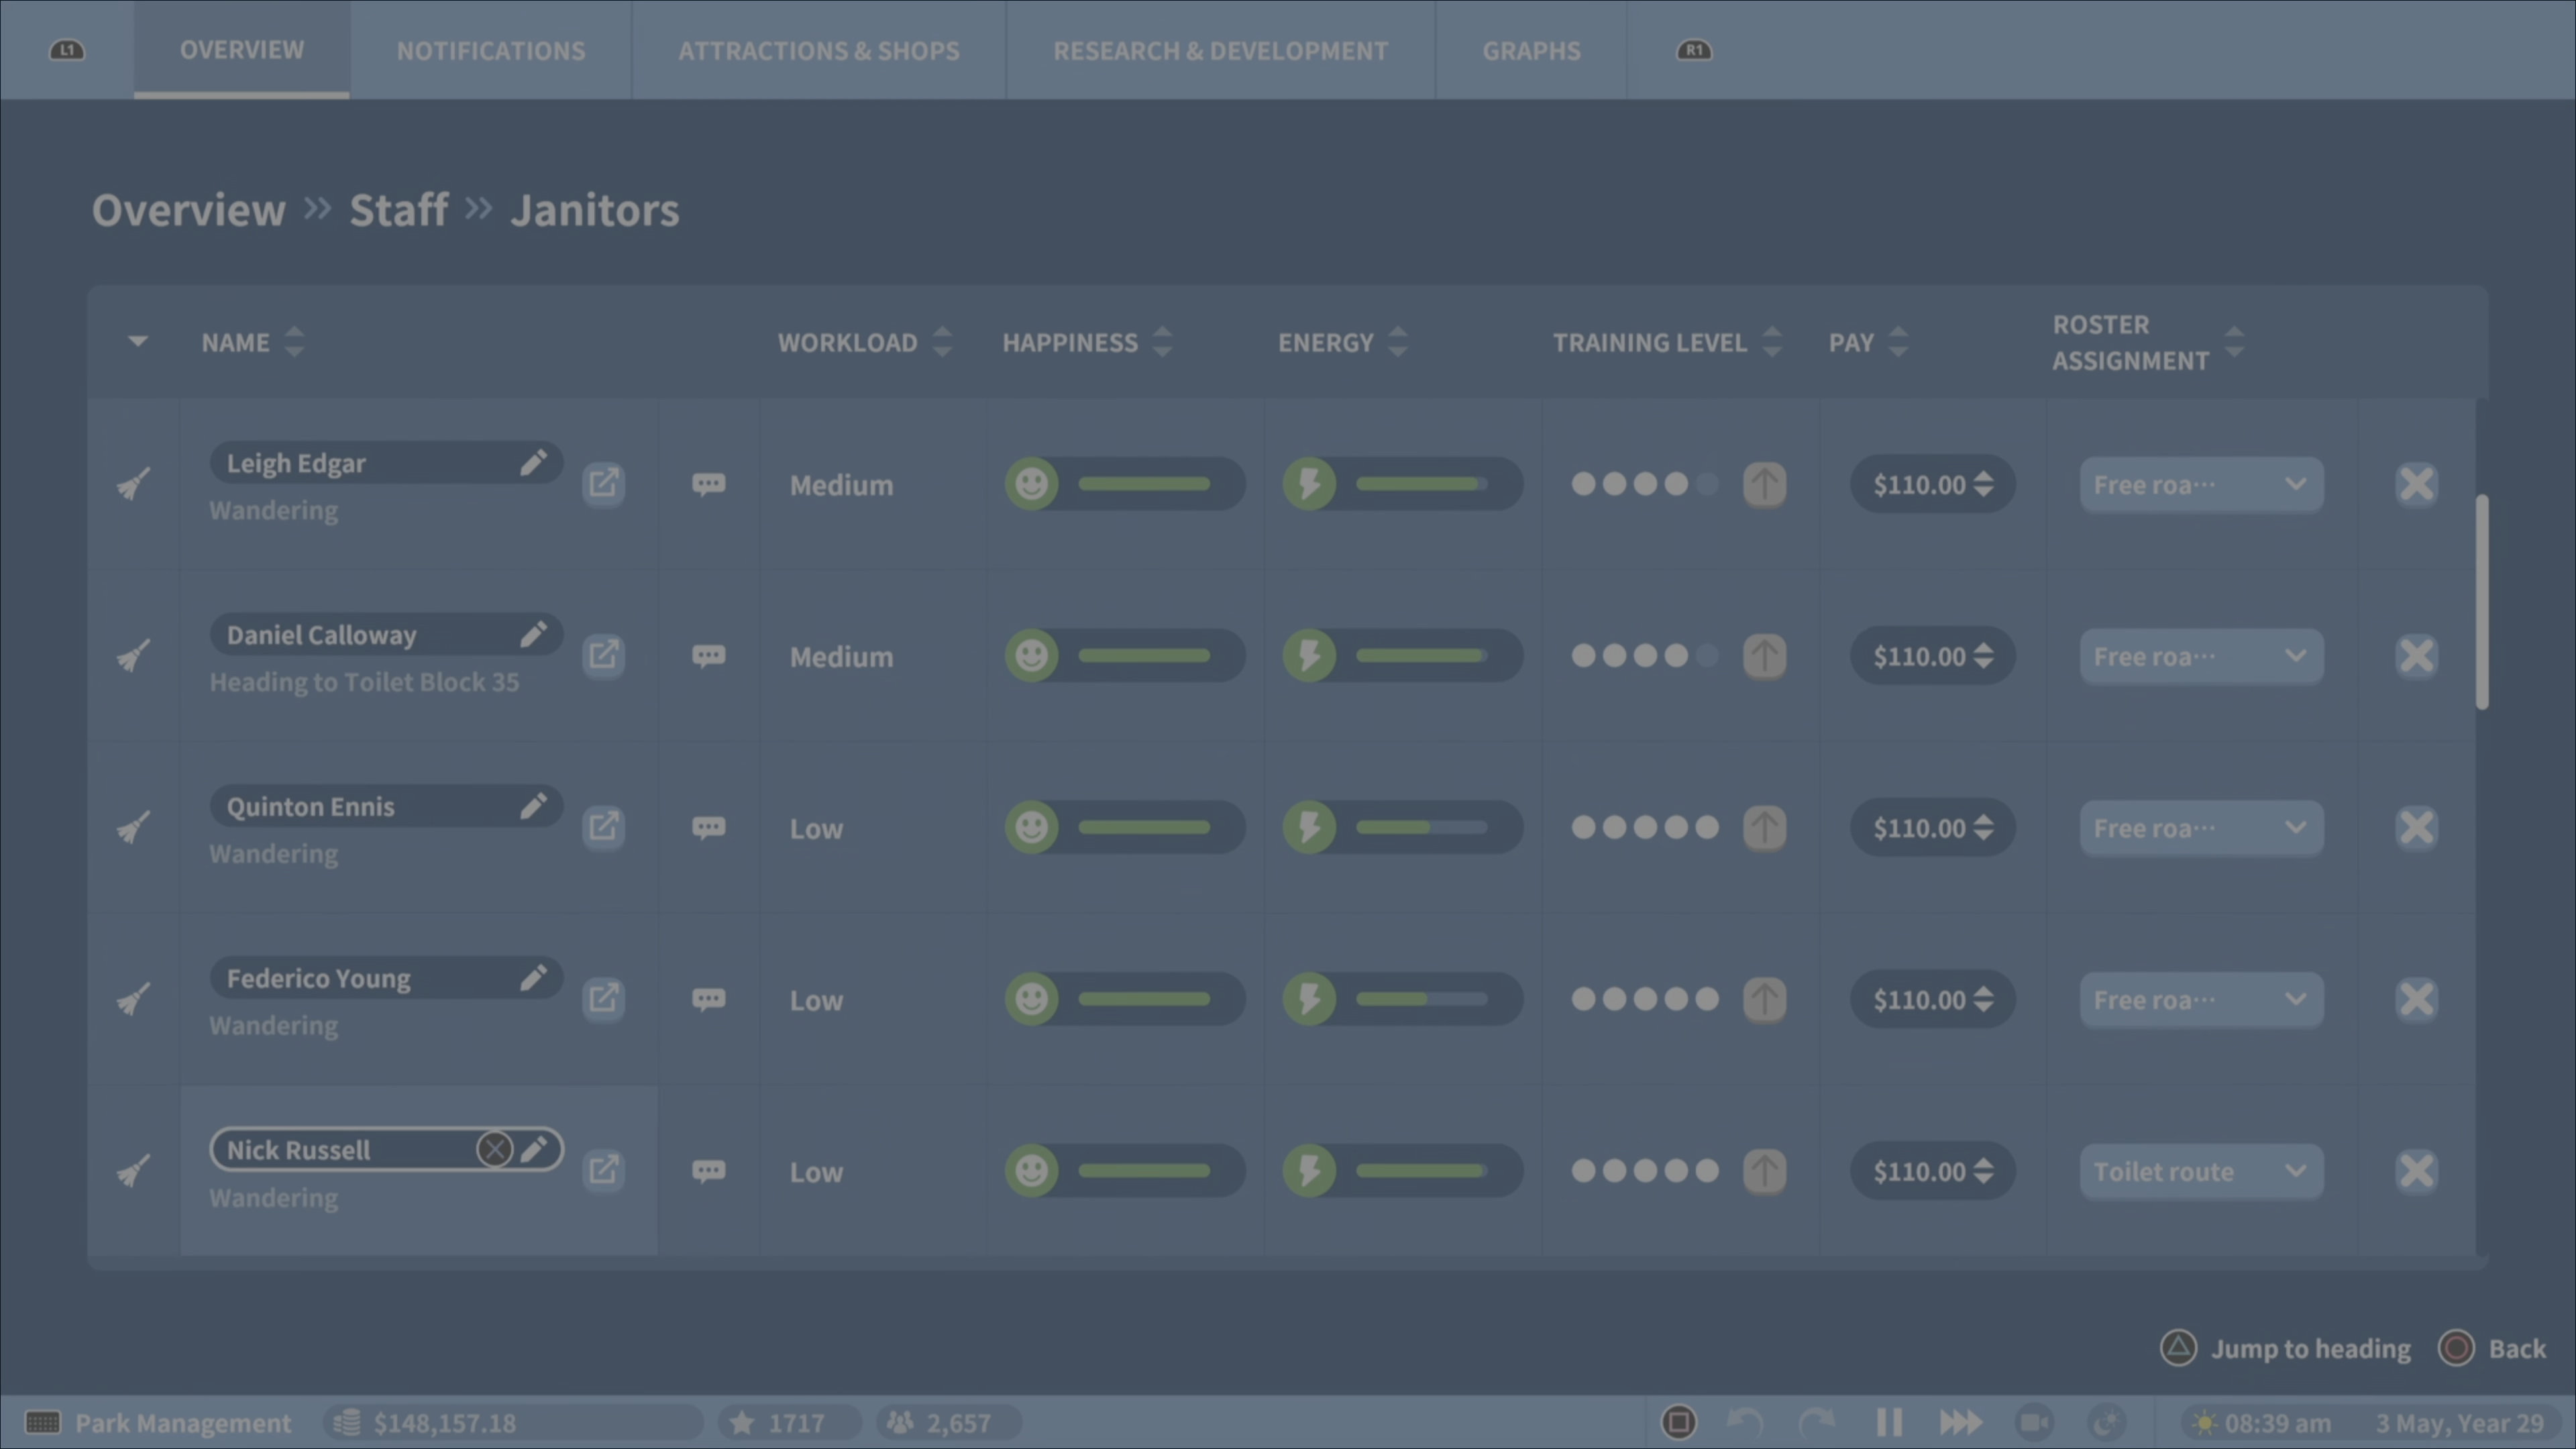 L1 OVERVIEW NOTIFICATIONS ATTRACTIONS & SHOPS RESEARCH & DEVELOPMENT GRAPHS R1
Overview » Staff » Janitors
NAME WORKLOAD HAPPINESS ENERGY TRAINING LEVEL PAY ROSTER
ASSIGNMENT
Leigh Edgar Medium $110.00 Free roa...
Wandering
Daniel Calloway Medium $110.00 Free roa...
Heading to Toilet Block 35
Quinton Ennis Low $110.00 Free roa...
Wandering
Federico Young Low $110.00 Free roa...
Wandering
Nick Russell Low $110.00 Toilet route
Wandering
Jump to heading Back
Park Management $148,157.18 1717 2,657 08:39 am 3 May, Year 29